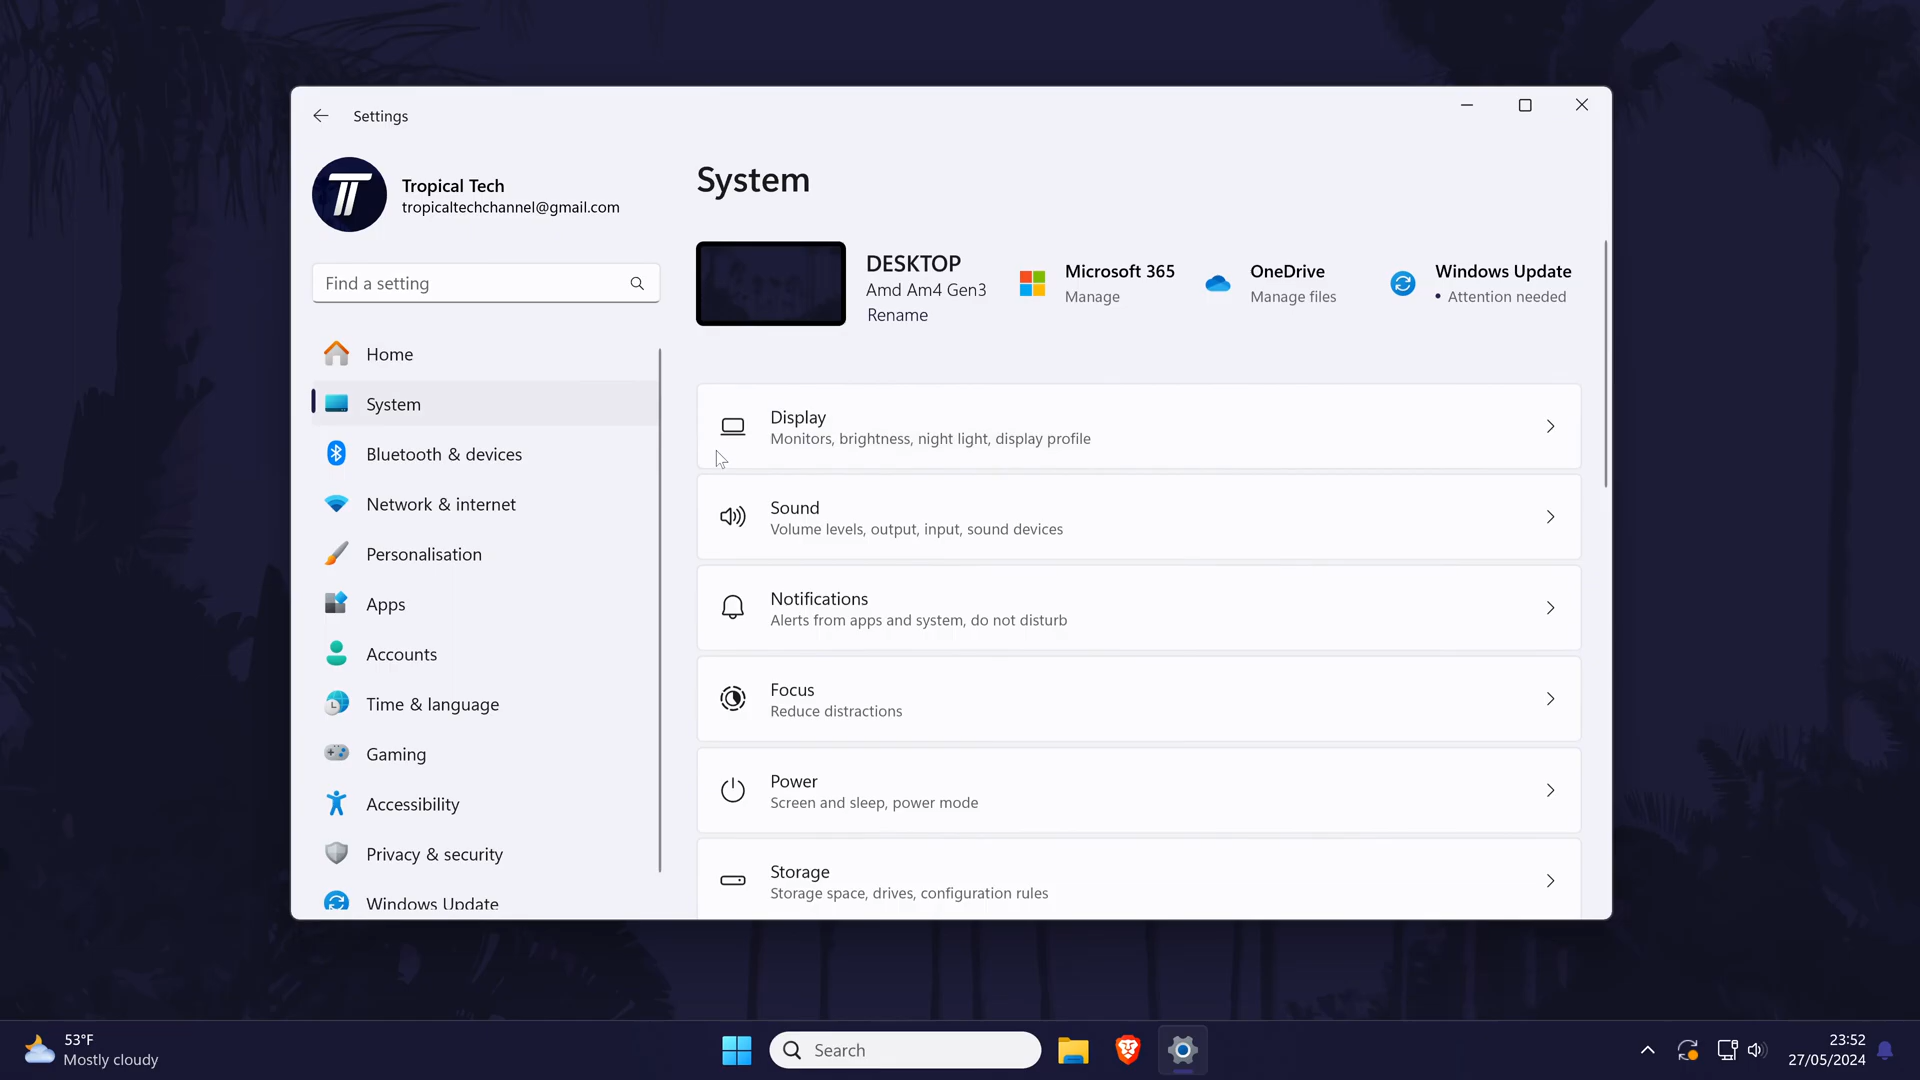 Settings
Tropical Tech
tropicaltechchannel@gmail.com
Find a setting
Home
System
Bluetooth & devices
Network & internet
Personalisation
Apps
Accounts
Time & language
Gaming
Accessibility
Privacy & security
Windows Update
System
DESKTOP
Amd Am4 Gen3
Rename
Microsoft 365
Manage
OneDrive
Manage files
Windows Update
• Attention needed
Display
Monitors, brightness, night light, display profile
Sound
Volume levels, output, input, sound devices
Notifications
Alerts from apps and system, do not disturb
Focus
Reduce distractions
Power
Screen and sleep, power mode
Storage
Storage space, drives, configuration rules
53°F
Mostly cloudy
Search
23:52
27/05/2024